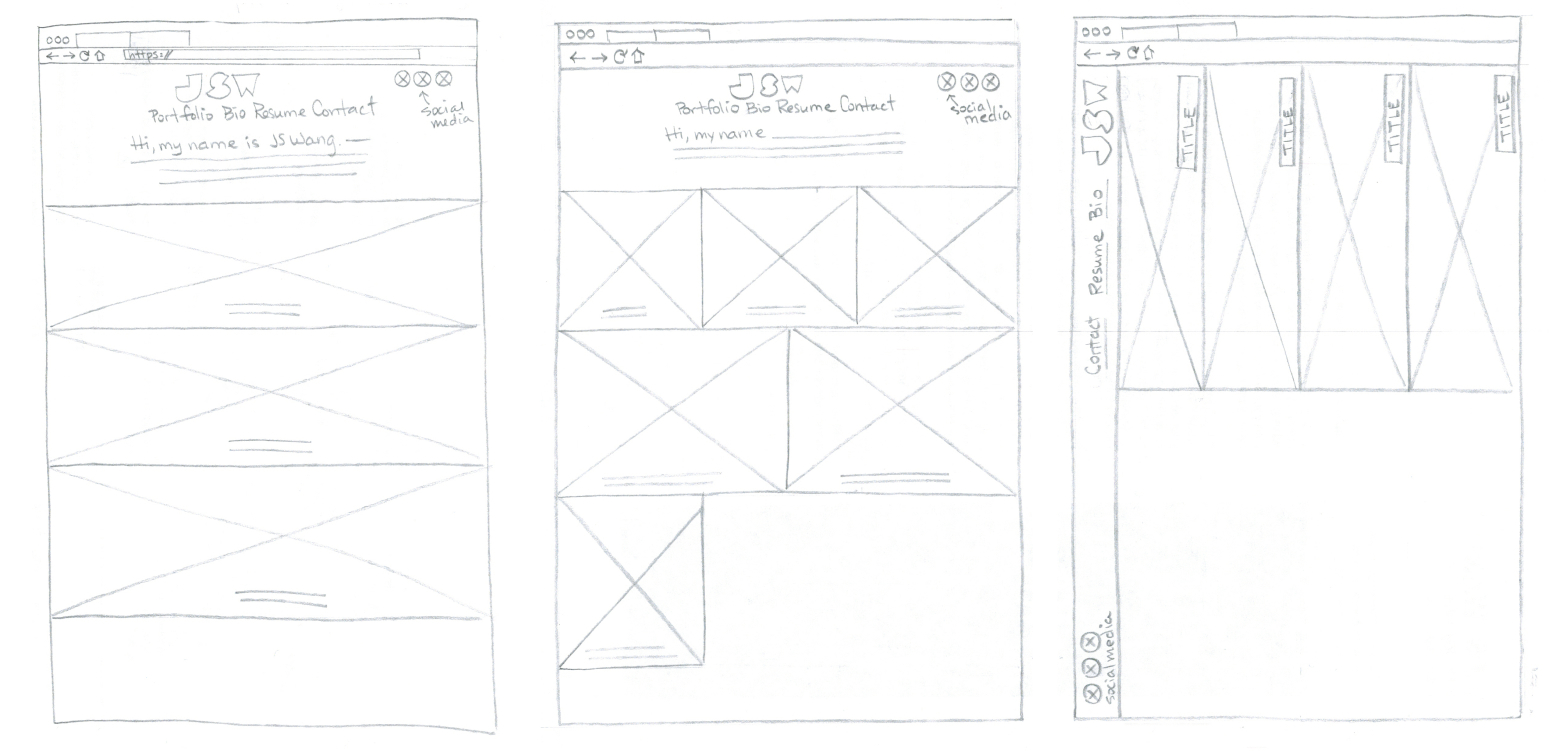 https://
JSW
Portfolio Bio Resume Contact
social
media
Hi, my name is JS Wang.
JSW
Portfolio Bio Resume Contact
social
media
Hi, my name
JSW
Bio
Resume
Contact
social media
TITLE
TITLE
TITLE
TITLE